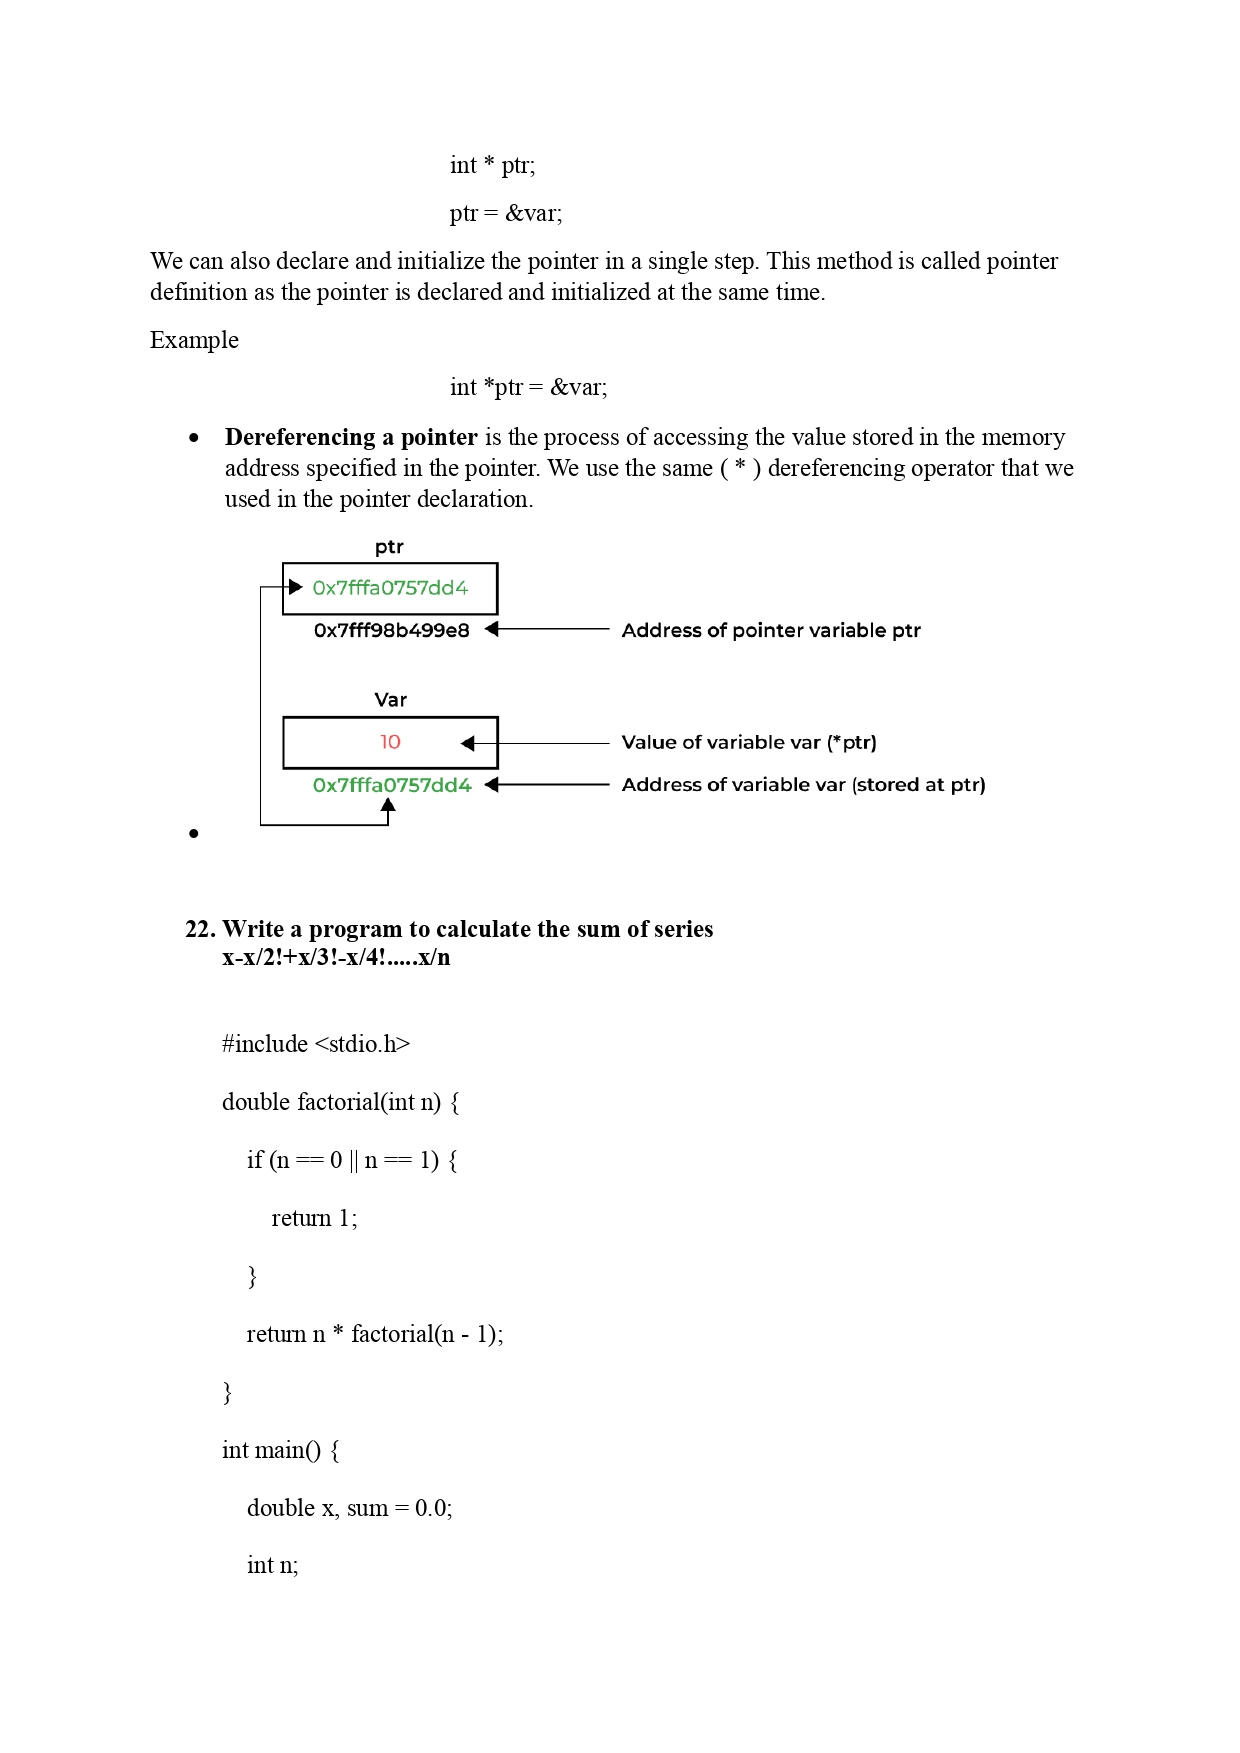 int * ptr;
ptr = &var;
We can also declare and initialize the pointer in a single step. This method is called pointer
definition as the pointer is declared and initialized at the same time.
Example
int *ptr = &var;
• Dereferencing a pointer is the process of accessing the value stored in the memory
address specified in the pointer. We use the same ( * ) dereferencing operator that we
used in the pointer declaration.
ptr
0x7fffa0757dd4
0x7fff98b499e8 Address of pointer variable ptr
Var
10 Value of variable var (*ptr)
0x7fffa0757dd4 Address of variable var (stored at ptr)
•
22. Write a program to calculate the sum of series
x-x/2!+x/3!-x/4!.....x/n
#include <stdio.h>
double factorial(int n) {
if (n == 0 || n == 1) {
return 1;
}
return n * factorial(n - 1);
}
int main() {
double x, sum = 0.0;
int n;